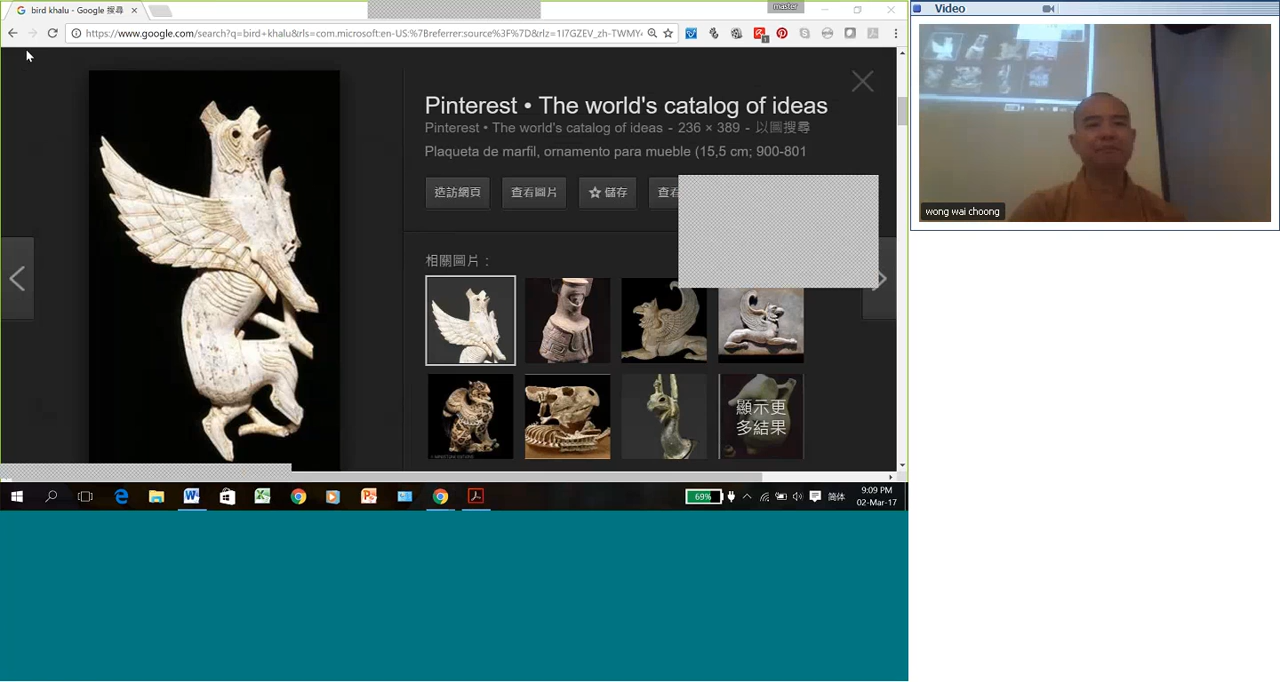 bird khalu - Google 搜尋
master
Video
https://www.google.com/search?q=bird+khalu&rls=com.microsoft:en-US:%7Breferrer:source%3F%7D&rlz=1I7GZEV_zh-TWMY
Pinterest • The world's catalog of ideas
Pinterest • The world's catalog of ideas - 236 × 389 - 以圖搜尋
Plaqueta de marfil, ornamento para mueble (15,5 cm; 900-801
造訪網頁
查看圖片
儲存
查看
wong wai choong
相關圖片：
顯示更
多結果
69%
简体
9:09 PM
02-Mar-17